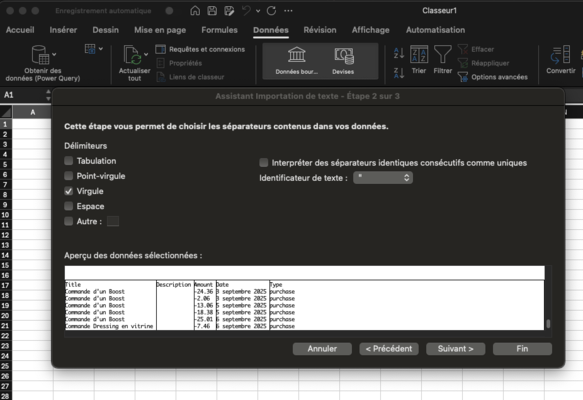 Enregistrement automatique
Classeur1
Accueil Insérer Dessin Mise en page Formules Données Révision Affichage Automatisation
Obtenir des données (Power Query)
Actualiser tout
Requêtes et connexions
Propriétés
Liens de classeur
Données bour...
Devises
Trier
Filtrer
Effacer
Réappliquer
Options avancées
Convertir
A1
Assistant Importation de texte - Étape 2 sur 3
A
N
Cette étape vous permet de choisir les séparateurs contenus dans vos données.
Délimiteurs
Tabulation
Point-virgule
Virgule
Espace
Autre :
Interpréter des séparateurs identiques consécutifs comme uniques
Identificateur de texte : "
Aperçu des données sélectionnées :
Title Description Amount Date Type
Commande d'un Boost -24.36 3 septembre 2025 purchase
Commande d'un Boost -2.06 3 septembre 2025 purchase
Commande d'un Boost -13.06 5 septembre 2025 purchase
Commande d'un Boost -18.38 5 septembre 2025 purchase
Commande d'un Boost -25.01 6 septembre 2025 purchase
Commande Dressing en vitrine -7.46 6 septembre 2025 purchase
Annuler
< Précédent
Suivant >
Fin
1
2
3
4
5
6
7
8
9
10
11
12
13
14
15
16
17
18
19
20
21
22
23
24
25
26
27
28